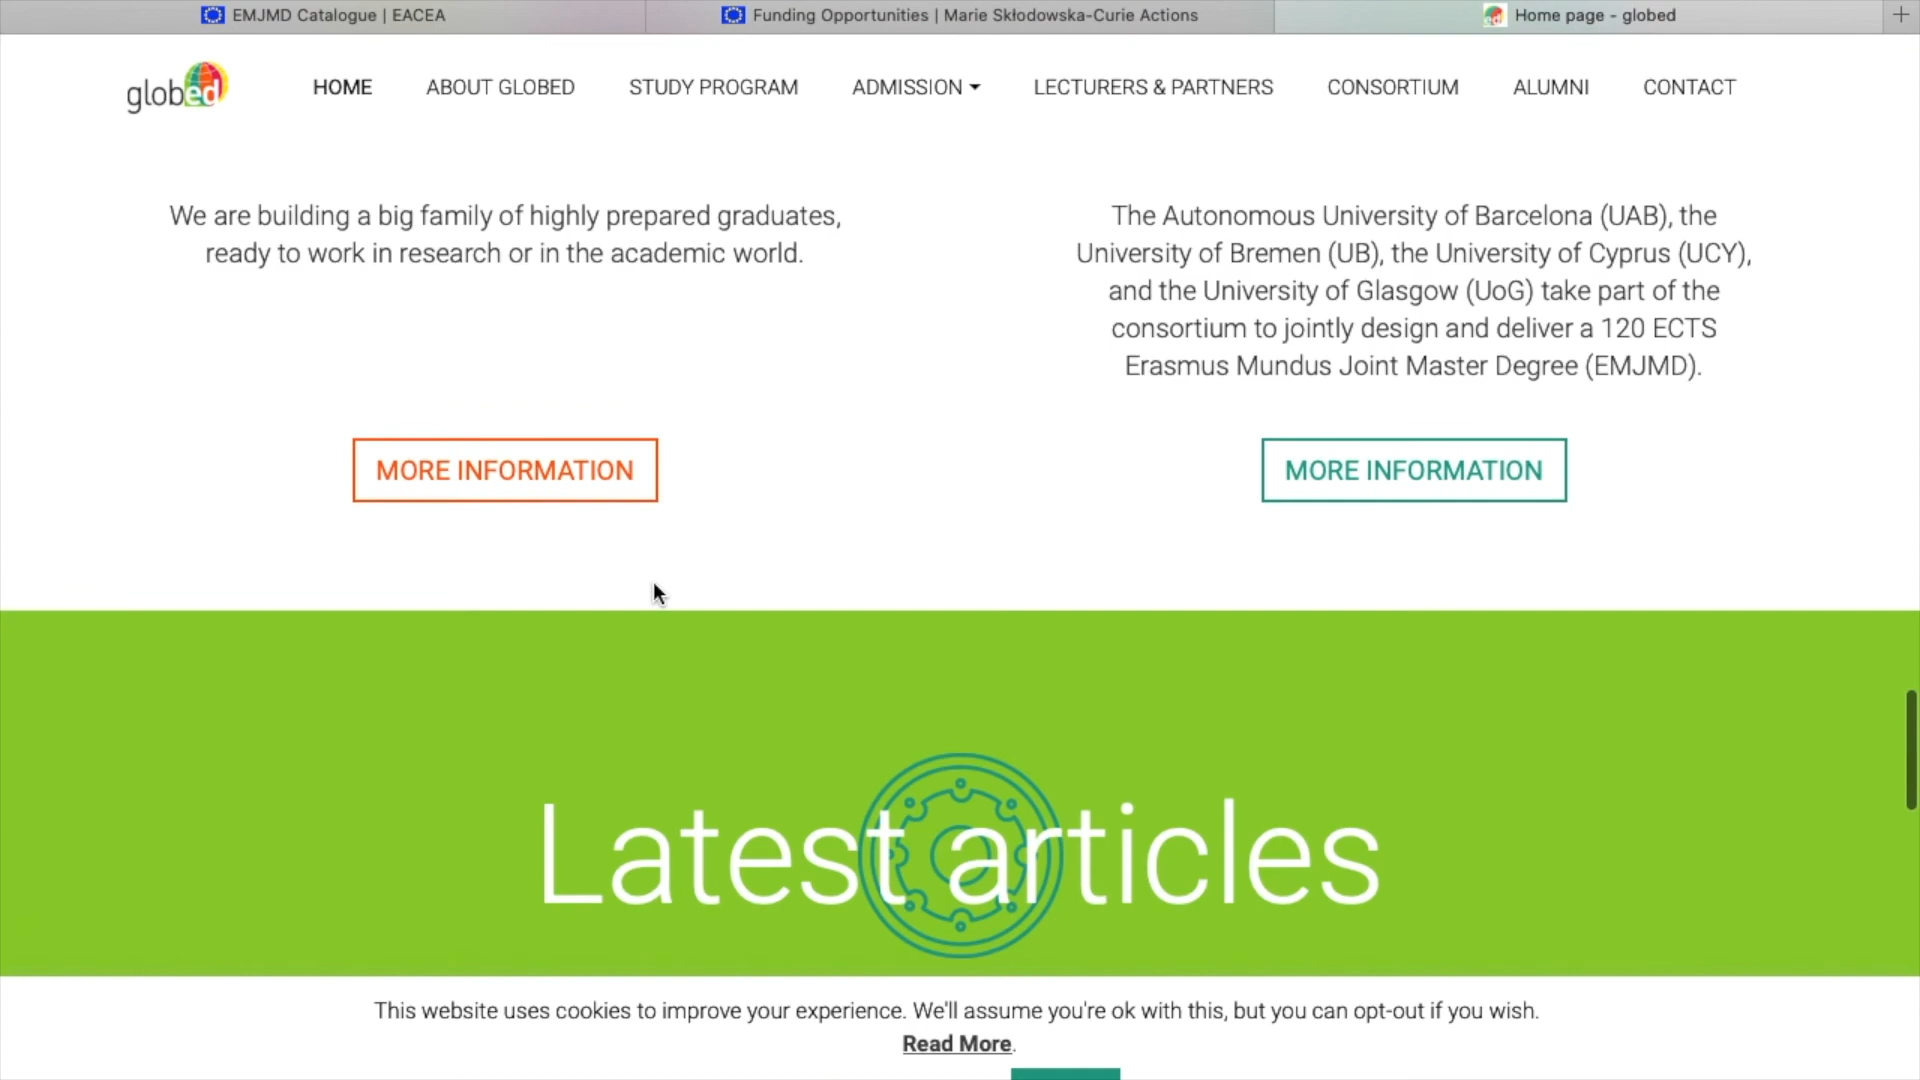 EMJMD Catalogue | EACEA
Funding Opportunities | Marie Skłodowska-Curie Actions
Home page - globed
globed
HOME
ABOUT GLOBED
STUDY PROGRAM
ADMISSION
LECTURERS & PARTNERS
CONSORTIUM
ALUMNI
CONTACT
We are building a big family of highly prepared graduates,
ready to work in research or in the academic world.
MORE INFORMATION
The Autonomous University of Barcelona (UAB), the
University of Bremen (UB), the University of Cyprus (UCY),
and the University of Glasgow (UoG) take part of the
consortium to jointly design and deliver a 120 ECTS
Erasmus Mundus Joint Master Degree (EMJMD).
MORE INFORMATION
Latest articles
This website uses cookies to improve your experience. We'll assume you're ok with this, but you can opt-out if you wish.
Read More.